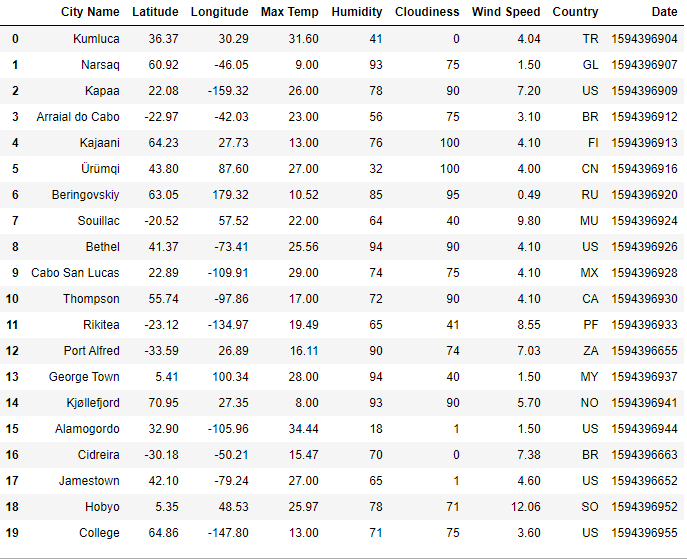 City Name Latitude Longitude Max Temp Humidity Cloudiness Wind Speed Country Date
0 Kumluca 36.37 30.29 31.60 41 0 4.04 TR 1594396904
1 Narsaq 60.92 -46.05 9.00 93 75 1.50 GL 1594396907
2 Kapaa 22.08 -159.32 26.00 78 90 7.20 US 1594396909
3 Arraial do Cabo -22.97 -42.03 23.00 56 75 3.10 BR 1594396912
4 Kajaani 64.23 27.73 13.00 76 100 4.10 FI 1594396913
5 Ürümqi 43.80 87.60 27.00 32 100 4.00 CN 1594396916
6 Beringovskiy 63.05 179.32 10.52 85 95 0.49 RU 1594396920
7 Souillac -20.52 57.52 22.00 64 40 9.80 MU 1594396924
8 Bethel 41.37 -73.41 25.56 94 90 4.10 US 1594396926
9 Cabo San Lucas 22.89 -109.91 29.00 74 75 4.10 MX 1594396928
10 Thompson 55.74 -97.86 17.00 72 90 4.10 CA 1594396930
11 Rikitea -23.12 -134.97 19.49 65 41 8.55 PF 1594396933
12 Port Alfred -33.59 26.89 16.11 90 74 7.03 ZA 1594396655
13 George Town 5.41 100.34 28.00 94 40 1.50 MY 1594396937
14 Kjøllefjord 70.95 27.35 8.00 93 90 5.70 NO 1594396941
15 Alamogordo 32.90 -105.96 34.44 18 1 1.50 US 1594396944
16 Cidreira -30.18 -50.21 15.47 70 0 7.38 BR 1594396663
17 Jamestown 42.10 -79.24 27.00 65 1 4.60 US 1594396652
18 Hobyo 5.35 48.53 25.97 78 71 12.06 SO 1594396952
19 College 64.86 -147.80 13.00 71 75 3.60 US 1594396955